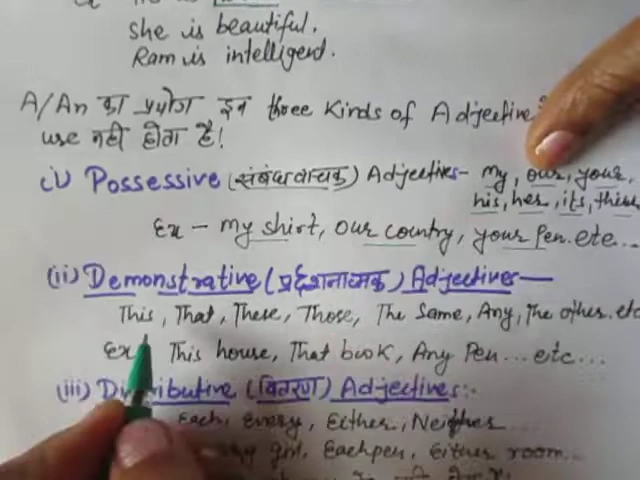 she is beautiful.
Ram is intelligent.
A/An का प्रयोग इन three kinds of Adjective
use नही होता है!
(i) Possessive (संबंधवाचक) Adjectives- my, our, your,
his, her, its, their
Ex - my shirt, our country, your Pen. etc...
(ii) Demonstrative (प्रदेशनात्मक) Adjectives—
This, That, These, Those, The Same, Any, The other. etc
Ex This house, That book, Any Pen... etc...
(iii) Distributive (वितरण) Adjectives:-
Each, Every, Either, Neither
girl, Each pen, Either room...